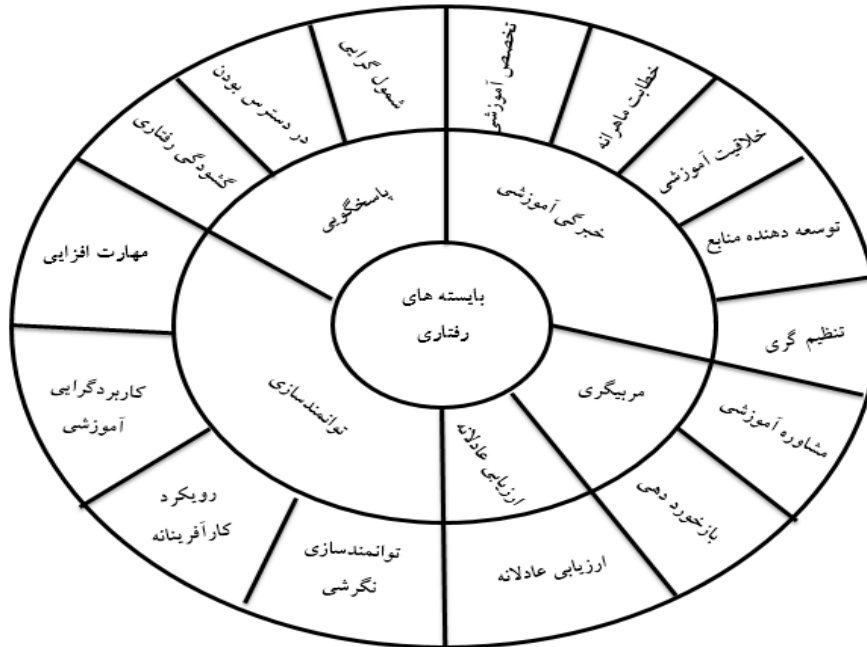 بایسته های
رفتاری
خبرگی آموزشی
مربیگری
ارزیابی عادلانه
توانمندسازی
پاسخگویی
تخصص آموزشی
خطابت ماهرانه
خلاقیت آموزشی
توسعه دهنده منابع
تنظیم گری
مشاوره آموزشی
بازخورد دهی
ارزیابی عادلانه
توانمندسازی
نگرشی
رویکرد
کارآفرینانه
کاربردگرایی
آموزشی
مهارت افزایی
گشودگی رفتاری
در دسترس بودن
شمول گرایی